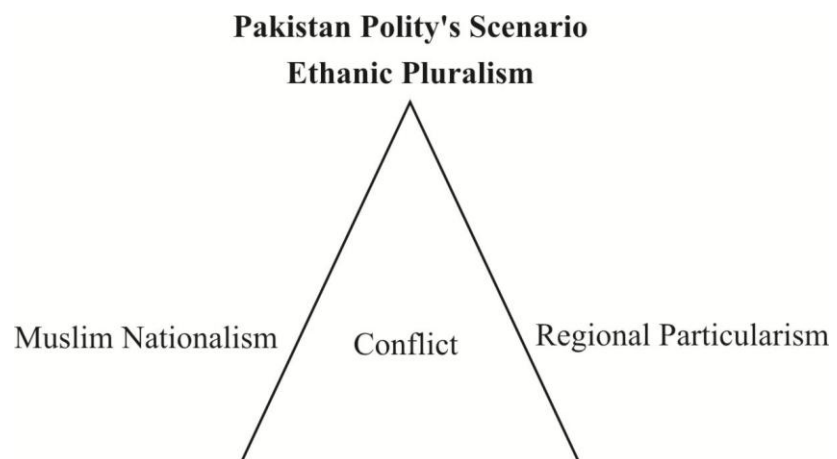 Pakistan Polity's Scenario
Ethanic Pluralism
Muslim Nationalism
Conflict
Regional Particularism